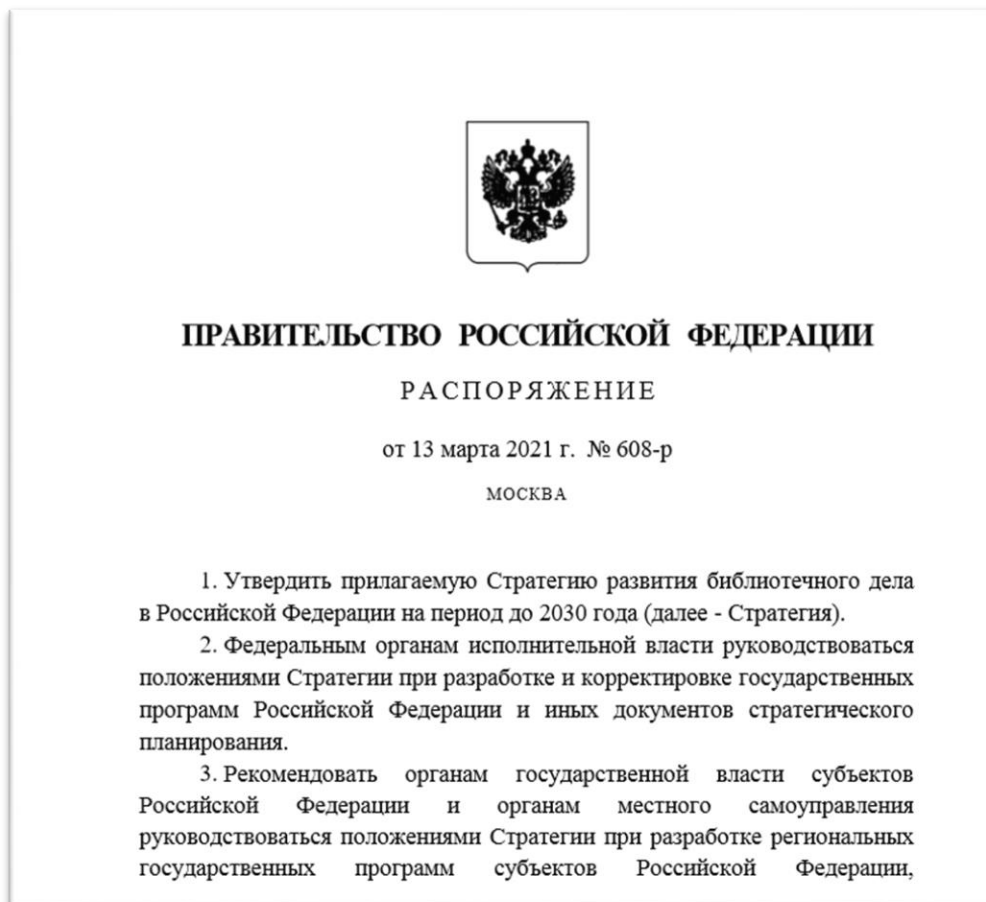 ПРАВИТЕЛЬСТВО РОССИЙСКОЙ ФЕДЕРАЦИИ
РАСПОРЯЖЕНИЕ
от 13 марта 2021 г. № 608-р
МОСКВА
1. Утвердить прилагаемую Стратегию развития библиотечного дела
в Российской Федерации на период до 2030 года (далее - Стратегия).
2. Федеральным органам исполнительной власти руководствоваться
положениями Стратегии при разработке и корректировке государственных
программ Российской Федерации и иных документов стратегического
планирования.
3. Рекомендовать органам государственной власти субъектов
Российской Федерации и органам местного самоуправления
руководствоваться положениями Стратегии при разработке региональных
государственных программ субъектов Российской Федерации,